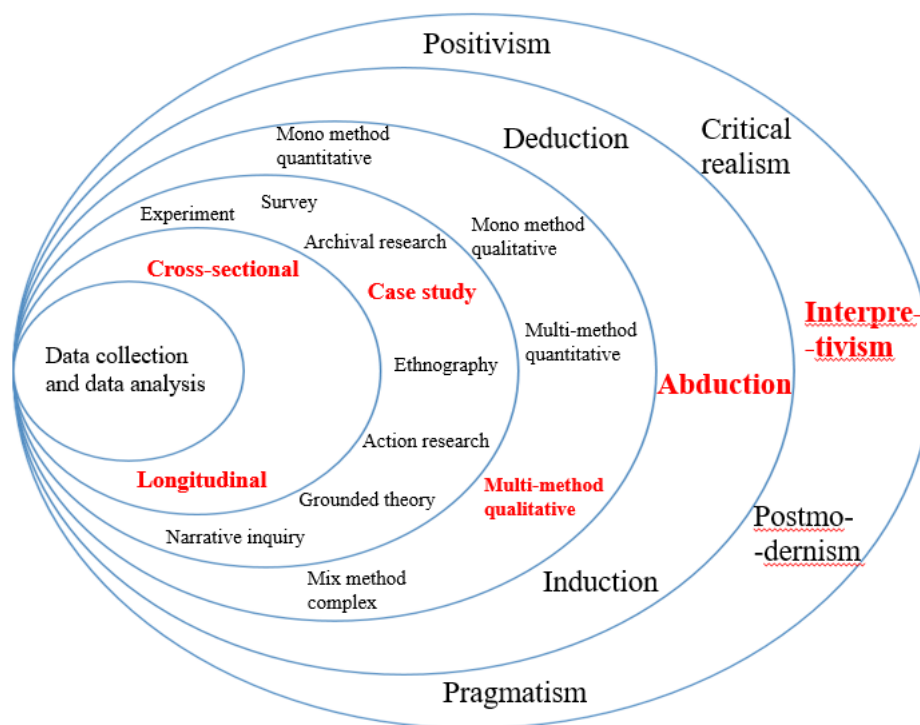 Positivism
Critical
realism
Interpre-
-tivism
Postmo-
-dernism
Pragmatism
Deduction
Abduction
Induction
Mono method
quantitative
Mono method
qualitative
Multi-method
quantitative
Multi-method
qualitative
Mix method
complex
Experiment
Survey
Archival research
Case study
Ethnography
Action research
Grounded theory
Narrative inquiry
Cross-sectional
Longitudinal
Data collection
and data analysis